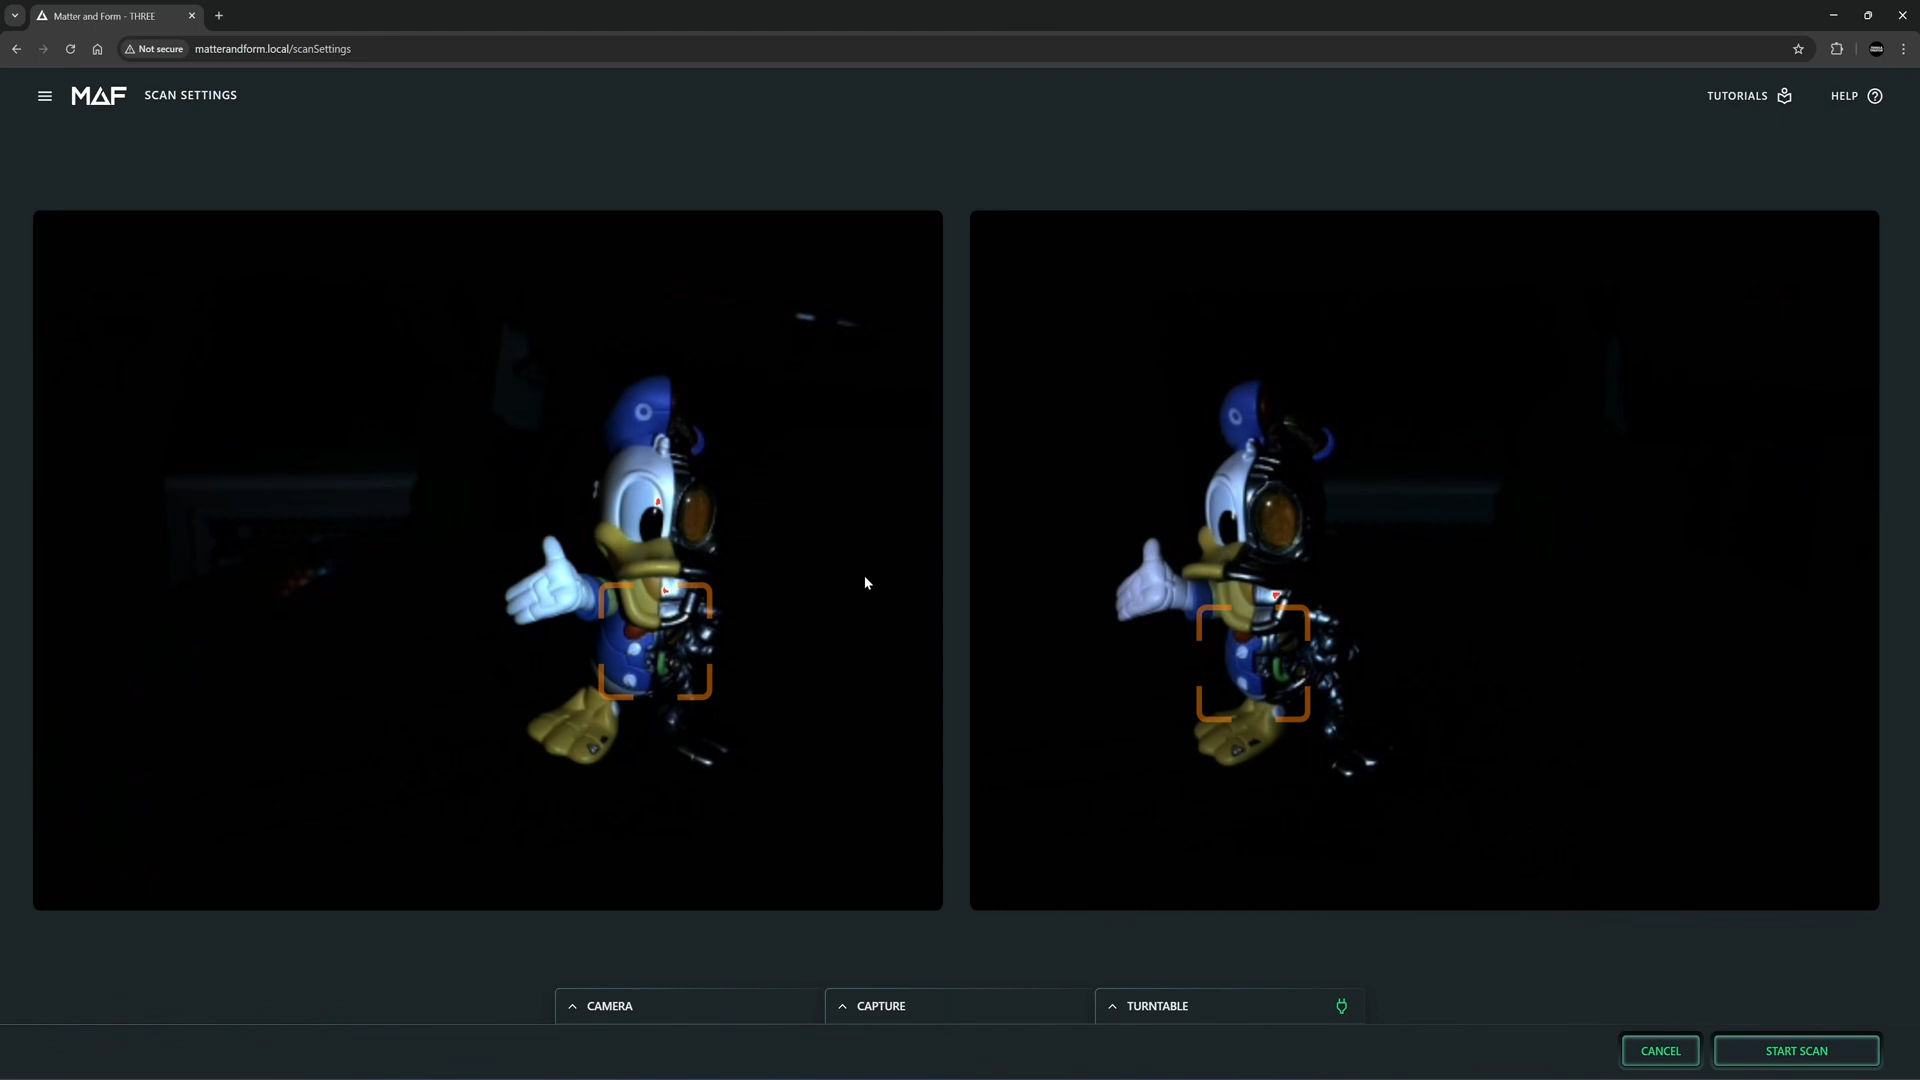 Matter and Form - THREE
Not secure
matterandform.local/scanSettings
MAF
SCAN SETTINGS
TUTORIALS
HELP
CAMERA
CAPTURE
TURNTABLE
CANCEL
START SCAN